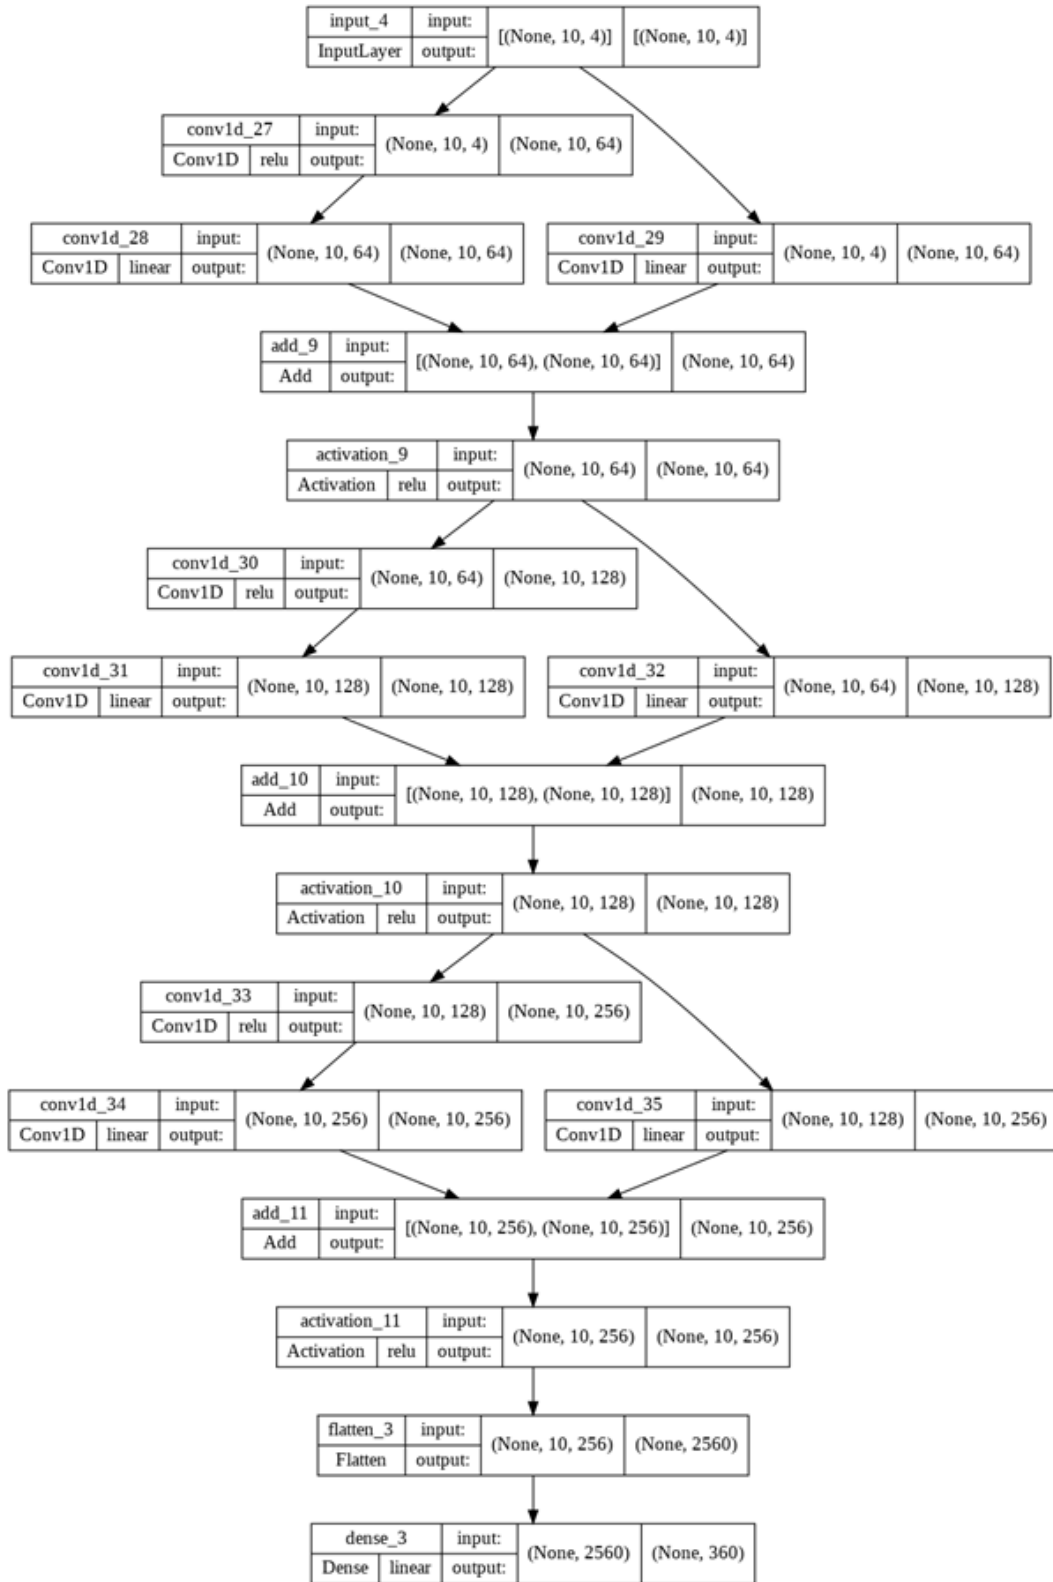 input_4 input: [(None, 10, 4)] [(None, 10, 4)]
InputLayer output:
conv1d_27 input: (None, 10, 4) (None, 10, 64)
Conv1D relu output:
conv1d_28 input: (None, 10, 64) (None, 10, 64)
Conv1D linear output:
conv1d_29 input: (None, 10, 4) (None, 10, 64)
Conv1D linear output:
add_9 input: [(None, 10, 64), (None, 10, 64)] (None, 10, 64)
Add output:
activation_9 input: (None, 10, 64) (None, 10, 64)
Activation relu output:
conv1d_30 input: (None, 10, 64) (None, 10, 128)
Conv1D relu output:
conv1d_31 input: (None, 10, 128) (None, 10, 128)
Conv1D linear output:
conv1d_32 input: (None, 10, 64) (None, 10, 128)
Conv1D linear output:
add_10 input: [(None, 10, 128), (None, 10, 128)] (None, 10, 128)
Add output:
activation_10 input: (None, 10, 128) (None, 10, 128)
Activation relu output:
conv1d_33 input: (None, 10, 128) (None, 10, 256)
Conv1D relu output:
conv1d_34 input: (None, 10, 256) (None, 10, 256)
Conv1D linear output:
conv1d_35 input: (None, 10, 128) (None, 10, 256)
Conv1D linear output:
add_11 input: [(None, 10, 256), (None, 10, 256)] (None, 10, 256)
Add output:
activation_11 input: (None, 10, 256) (None, 10, 256)
Activation relu output:
flatten_3 input: (None, 10, 256) (None, 2560)
Flatten output:
dense_3 input: (None, 2560) (None, 360)
Dense linear output: